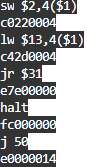 sw $2,4($1)
c0220004
lw $13,4($1)
c42d0004
jr $31
e7e00000
halt
fc000000
j 50
e0000014